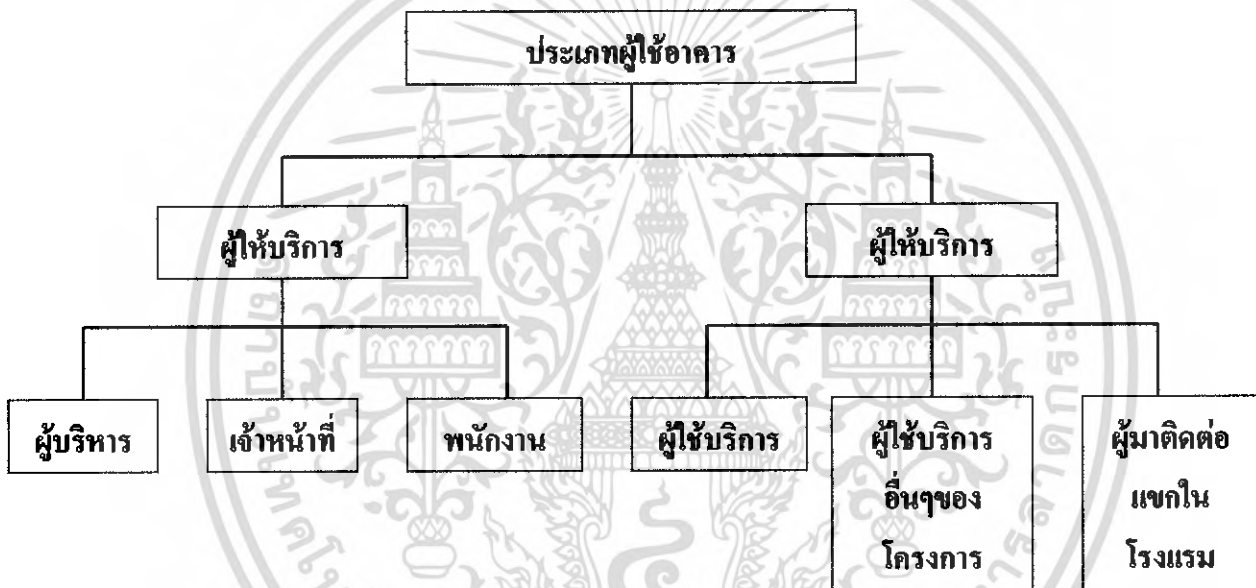 ประเภทผู้ใช้อาคาร
ผู้ให้บริการ
ผู้ให้บริการ
ผู้บริหาร
เจ้าหน้าที่
พนักงาน
ผู้ใช้บริการ
ผู้ใช้บริการ
อื่นๆของ
โครงการ
ผู้มาติดต่อ
แขกใน
โรงแรม